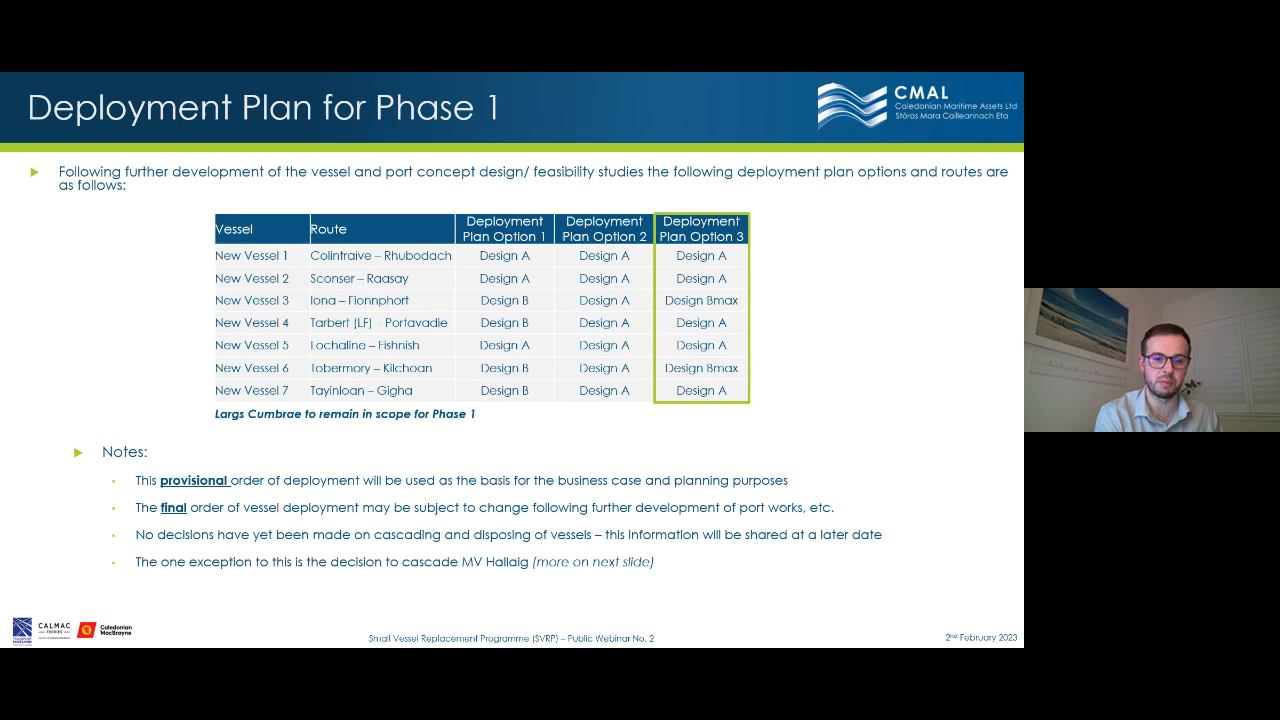 Deployment Plan for Phase 1
CMAL
Caledonian Maritime Assets Ltd
Stòras Mara Cailleannach Eta
Following further development of the vessel and port concept design/ feasibility studies the following deployment plan options and routes are
as follows:
Vessel Route Deployment Plan Option 1 Deployment Plan Option 2 Deployment Plan Option 3
New Vessel 1 Colintraive – Rhubodach Design A Design A Design A
New Vessel 2 Sconser – Raasay Design A Design A Design A
New Vessel 3 Iona – Fionnphort Design B Design A Design Bmax
New Vessel 4 Tarbert (LF) – Portavadie Design B Design A Design A
New Vessel 5 Lochaline – Fishnish Design A Design A Design A
New Vessel 6 Tobermory – Kilchoan Design B Design A Design Bmax
New Vessel 7 Tayinloan – Gigha Design B Design A Design A
Largs Cumbrae to remain in scope for Phase 1
Notes:
This provisional order of deployment will be used as the basis for the business case and planning purposes
The final order of vessel deployment may be subject to change following further development of port works, etc.
No decisions have yet been made on cascading and disposing of vessels – this information will be shared at a later date
The one exception to this is the decision to cascade MV Hallaig (more on next slide)
CALMAC
FERRIES
Caledonian
MacBrayne
Small Vessel Replacement Programme (SVRP) – Public Webinar No. 2
2nd February 2023